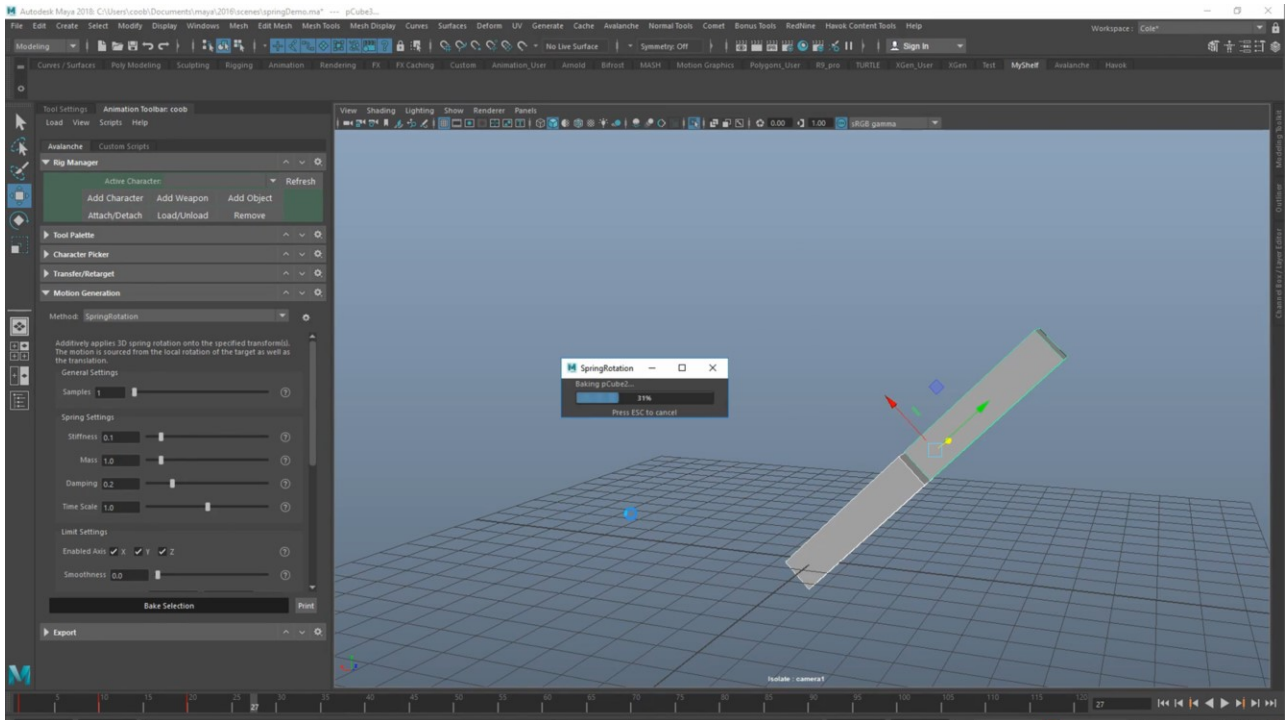 Autodesk Maya 2018: C:\Users\coob\Documents\maya\2016\scenes\springDemo.ma* --- pCube3...
File Edit Create Select Modify Display Windows Mesh Edit Mesh Mesh Tools Mesh Display Curves Surfaces Deform UV Generate Cache Avalanche Normal Tools Comet Bonus Tools RedNine Havok Content Tools Help Workspace: Cole*
Modeling No Live Surface Symmetry: Off Sign In
Curves / Surfaces Poly Modeling Sculpting Rigging Animation Rendering FX FX Caching Custom Animation_User Arnold Bifrost MASH Motion Graphics Polygons_User R9_pro TURTLE XGen_User XGen Test MyShelf Avalanche Havok
Tool Settings Animation Toolbar: coob
Load View Scripts Help
View Shading Lighting Show Renderer Panels
0.00 1.00 sRGB gamma
Avalanche Custom Scripts
Rig Manager
Active Character: Refresh
Add Character Add Weapon Add Object
Attach/Detach Load/Unload Remove
Tool Palette
Character Picker
Transfer/Retarget
Motion Generation
Method: SpringRotation
Additively applies 3D spring rotation onto the specified transform(s).
The motion is sourced from the local rotation of the target as well as
the translation.
General Settings
Samples 1
Spring Settings
Stiffness 0.1
Mass 1.0
Damping 0.2
Time Scale 1.0
Limit Settings
Enabled Axis X Y Z
Smoothness 0.0
Bake Selection Print
Export
SpringRotation
Baking pCube2...
31%
Press ESC to cancel
Isolate : camera1
Modeling Toolkit
Outliner
Channel Box / Layer Editor
5 10 15 20 25 27 30 35 40 45 50 55 60 65 70 75 80 85 90 95 100 105 110 115 120 27